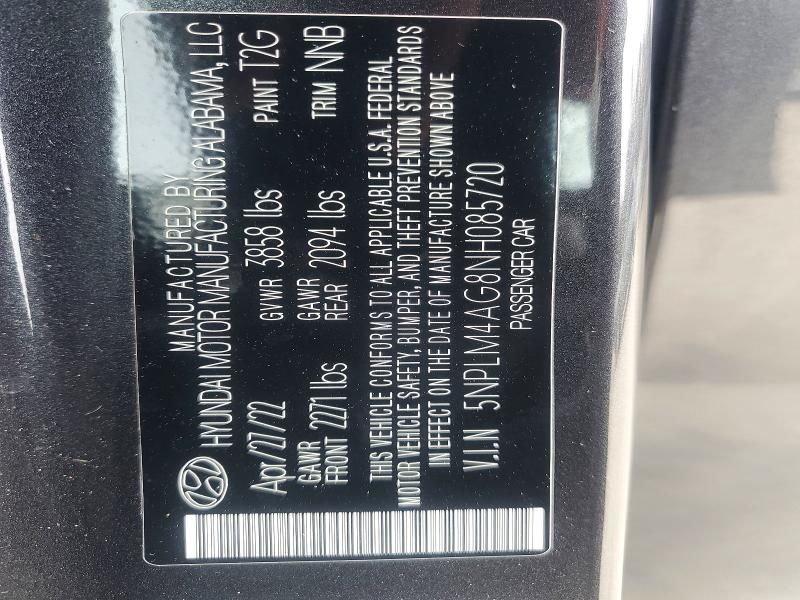 MANUFACTURED BY
HYUNDAI MOTOR MANUFACTURING ALABAMA, LLC
Apr/27/22 GVWR 3858 lbs PAINT T2G
GAWR FRONT 2271 lbs GAWR REAR 2094 lbs TRIM NNB
THIS VEHICLE CONFORMS TO ALL APPLICABLE U.S.A. FEDERAL
MOTOR VEHICLE SAFETY, BUMPER, AND THEFT PREVENTION STANDARDS
IN EFFECT ON THE DATE OF MANUFACTURE SHOWN ABOVE
V.I.N 5NPLM4AG8NH085720
PASSENGER CAR